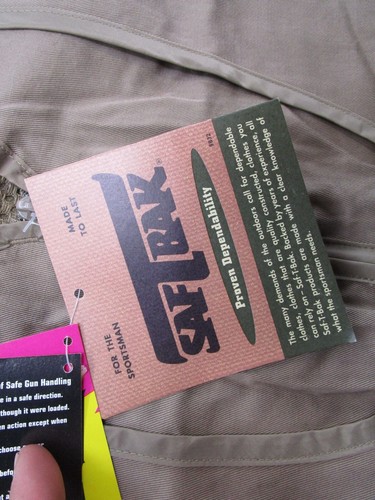 FOR THE
SPORTSMAN
MADE
TO LAST
SAF T BAK®
Proven Dependability
The many demands of the outdoors call for dependable
clothes, clothes that are quality constructed, clothes you
can rely on – Saf-T-Bak. Backed by years of experience, all
Saf-T-Bak products are made with a clear knowledge of
what the sportsman needs.
of Safe Gun Handling
in a safe direction.
though it were loaded.
action except when
choose